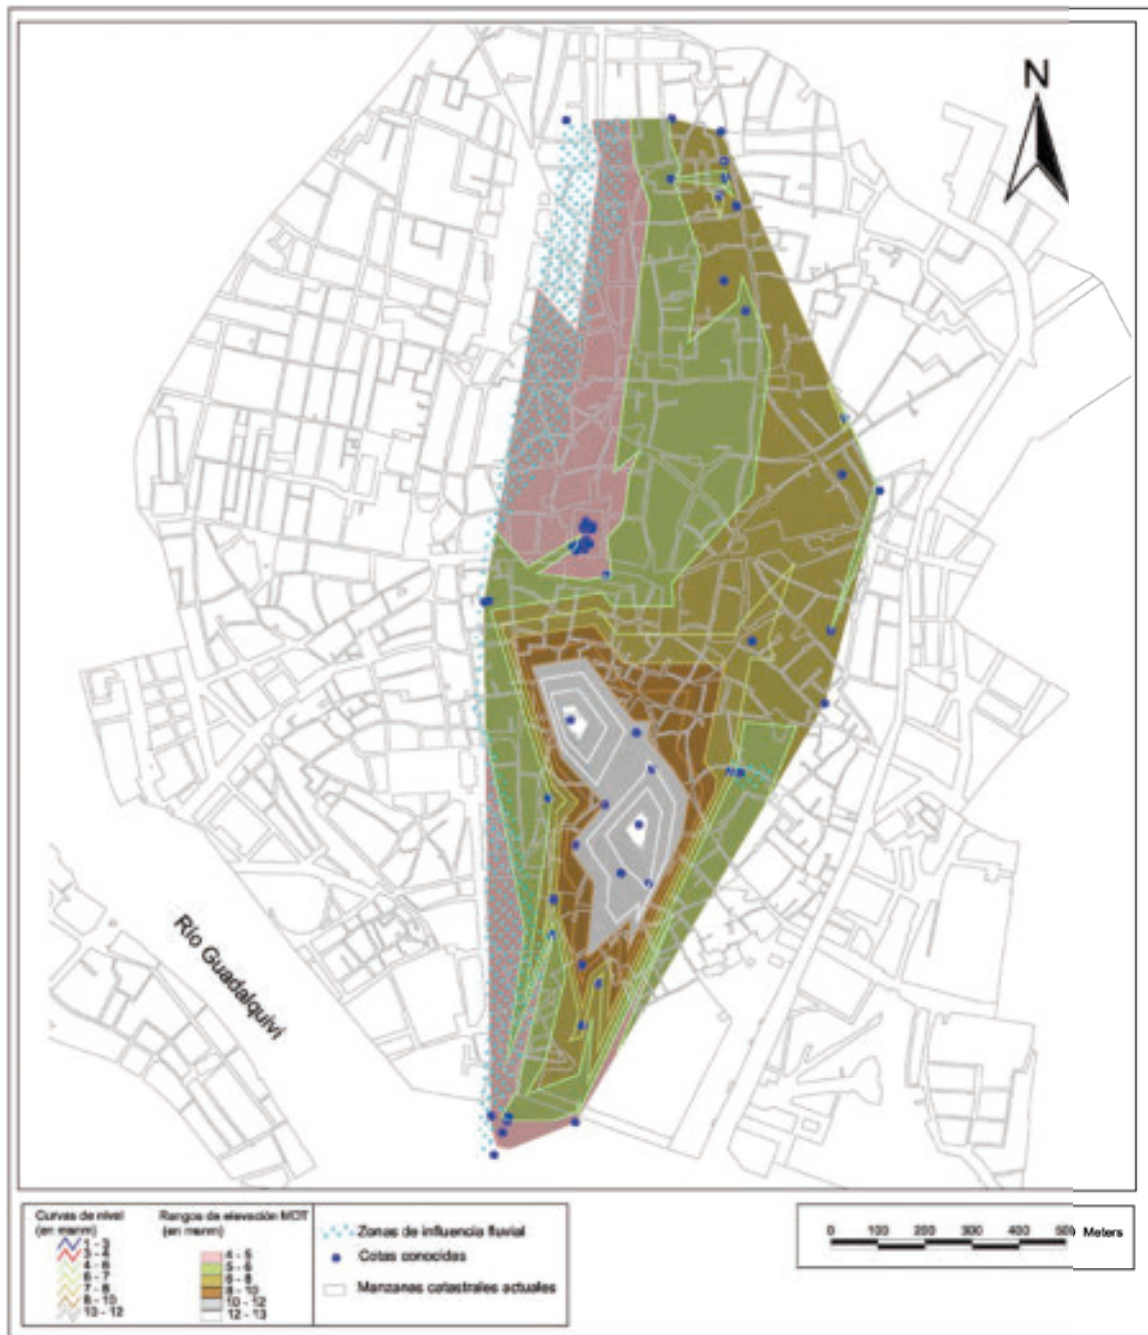 N
Río Guadalquivi
Curvas de nivel
(en msnm)
1 - 3
3 - 4
4 - 6
6 - 7
7 - 8
8 - 10
10 - 12
Rangos de elevación MDT
(en msnm)
4 - 5
5 - 6
6 - 8
8 - 10
10 - 12
12 - 13
Zonas de influencia fluvial
Cotas conocidas
Manzanas catastrales actuales
0 100 200 300 400 500 Meters